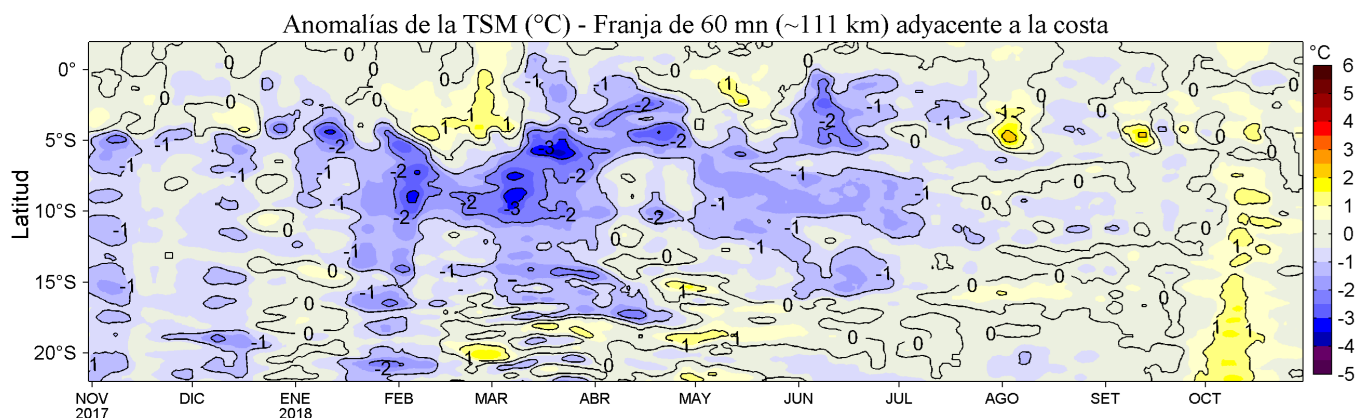 Anomalías de la TSM (°C) - Franja de 60 mn (~111 km) adyacente a la costa
°C
6
5
4
3
2
1
0
-1
-2
-3
-4
-5
Latitud
0°
5°S
10°S
15°S
20°S
NOV DIC ENE FEB MAR ABR MAY JUN JUL AGO SET OCT
2017 2018